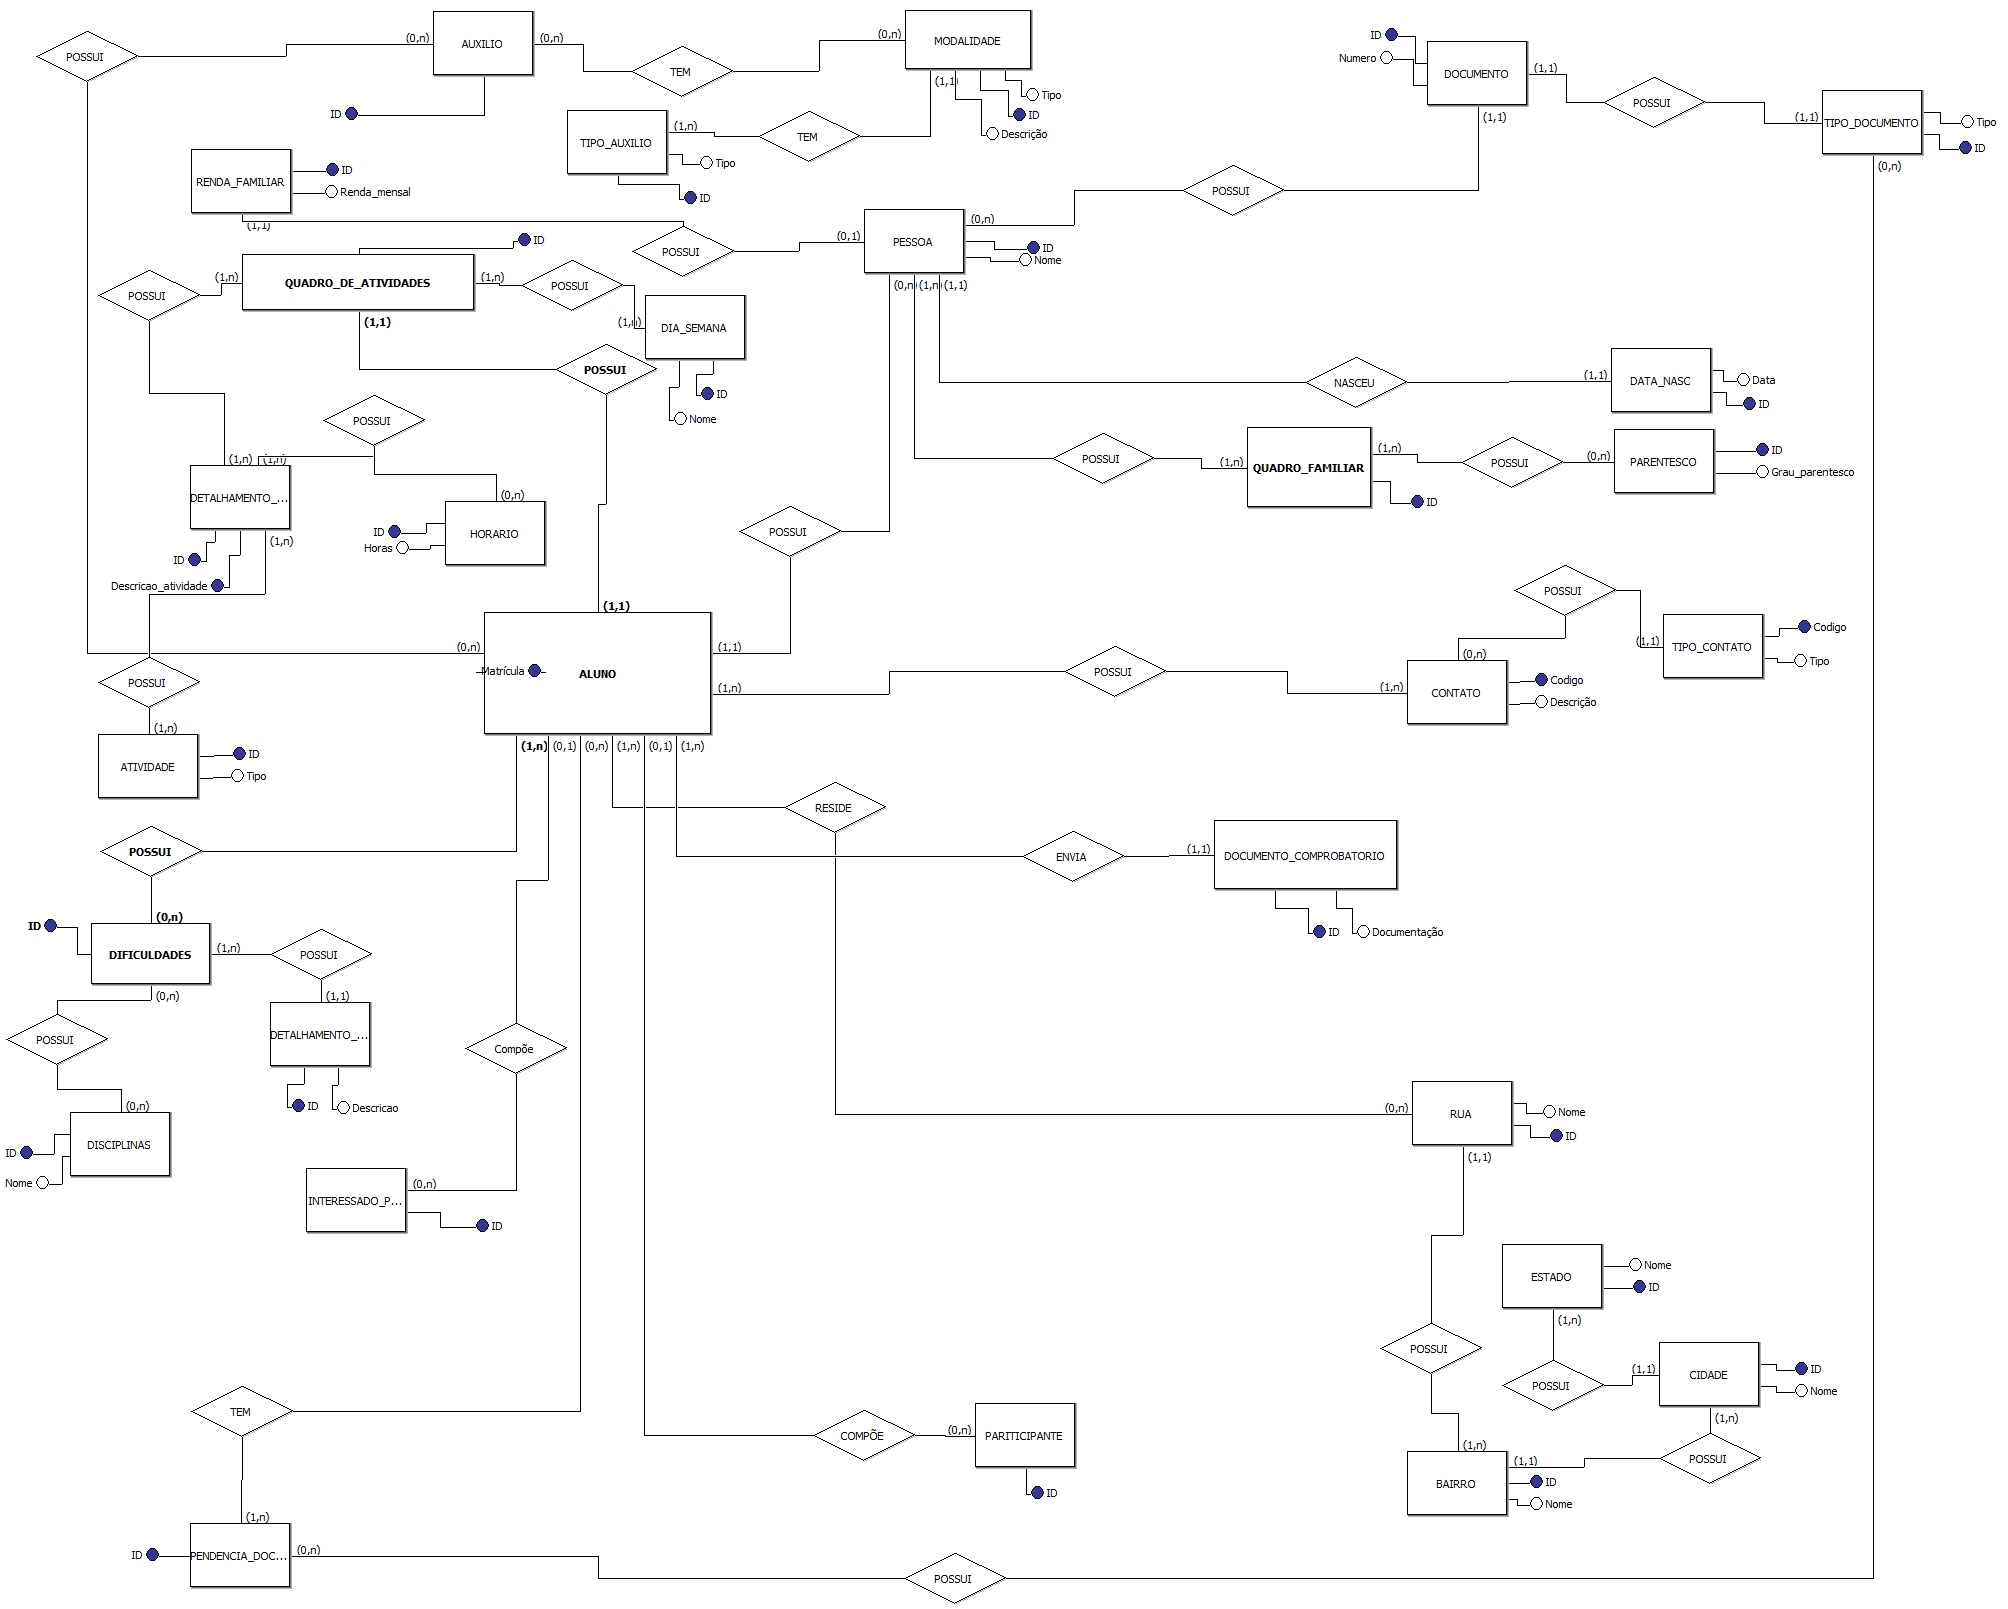 POSSUI
(0,n)
AUXILIO
(0,n)
TEM
(0,n)
MODALIDADE
(1,1)
Tipo
ID
Descrição
ID
TIPO_AUXILIO
(1,n)
Tipo
ID
TEM
ID
Numero
DOCUMENTO
(1,1)
(1,1)
POSSUI
(1,1)
TIPO_DOCUMENTO
Tipo
ID
(0,n)
RENDA_FAMILIAR
ID
Renda_mensal
(1,1)
POSSUI
(0,1)
PESSOA
(0,n)
ID
Nome
(0,n)
(1,n)
(1,1)
POSSUI
ID
POSSUI
(1,n)
QUADRO_DE_ATIVIDADES
(1,n)
POSSUI
(1,1)
(1,n)
DIA_SEMANA
ID
Nome
POSSUI
NASCEU
(1,1)
DATA_NASC
Data
ID
POSSUI
(1,n)
(1,n)
DETALHAMENTO_...
(1,n)
ID
Descricao_atividade
(0,n)
HORARIO
ID
Horas
POSSUI
(1,n)
QUADRO_FAMILIAR
(1,n)
ID
POSSUI
(0,n)
PARENTESCO
ID
Grau_parentesco
POSSUI
(1,1)
(0,n)
Matrícula
ALUNO
(1,1)
(1,n)
POSSUI
(1,n)
CONTATO
(0,n)
Codigo
Descrição
POSSUI
(1,1)
TIPO_CONTATO
Codigo
Tipo
POSSUI
(1,n)
ATIVIDADE
ID
Tipo
(1,n)
(0,1)
(0,n)
(1,n)
(0,1)
(1,n)
RESIDE
ENVIA
(1,1)
DOCUMENTO_COMPROBATORIO
ID
Documentação
POSSUI
(0,n)
ID
DIFICULDADES
(1,n)
POSSUI
(0,n)
(1,1)
DETALHAMENTO_...
ID
Descricao
POSSUI
(0,n)
DISCIPLINAS
ID
Nome
Compõe
(0,n)
INTERESSADO_P...
ID
(0,n)
RUA
Nome
ID
(1,1)
POSSUI
ESTADO
Nome
ID
(1,n)
POSSUI
(1,1)
CIDADE
ID
Nome
(1,n)
POSSUI
(1,n)
(1,1)
BAIRRO
ID
Nome
TEM
COMPÕE
(0,n)
PARITICIPANTE
ID
(1,n)
ID
PENDENCIA_DOC...
(0,n)
POSSUI